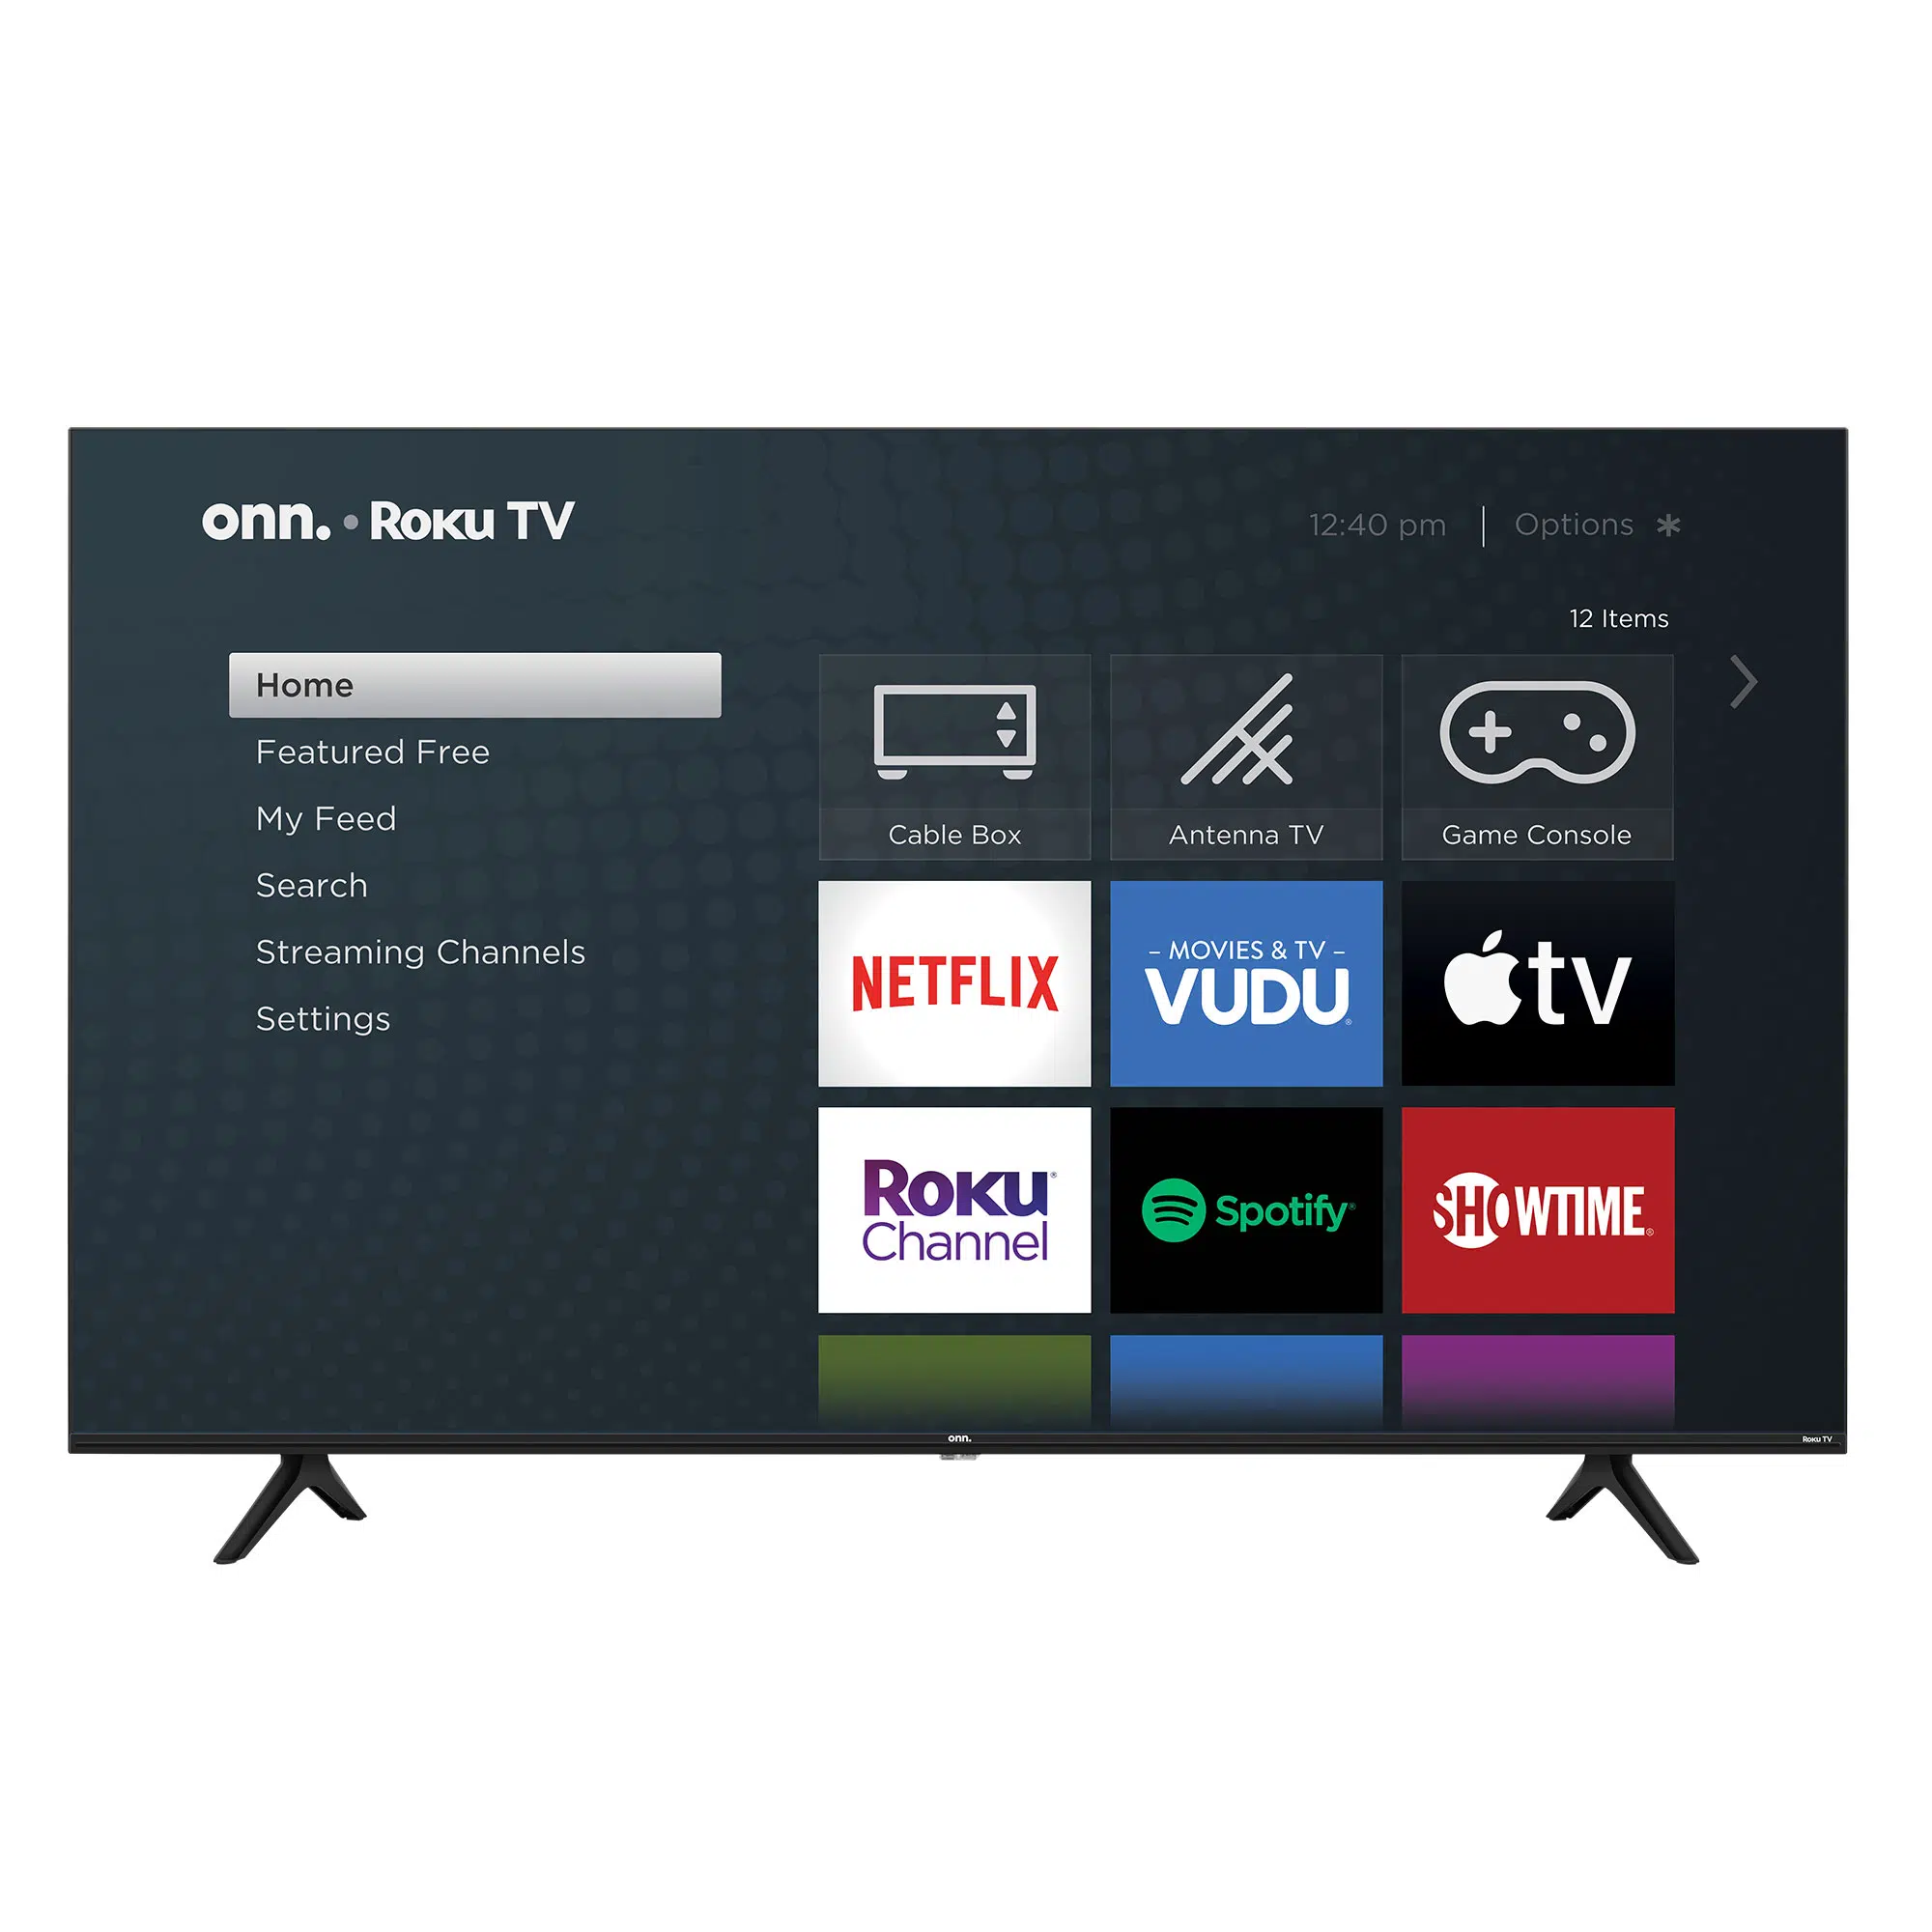 onn. • Roku TV
12:40 pm | Options *
12 Items
Home
Featured Free
My Feed
Search
Streaming Channels
Settings
Cable Box
Antenna TV
Game Console
NETFLIX
– MOVIES & TV –
VUDU
tv
Roku
Channel
Spotify
SHOWTIME
onn.
Roku TV